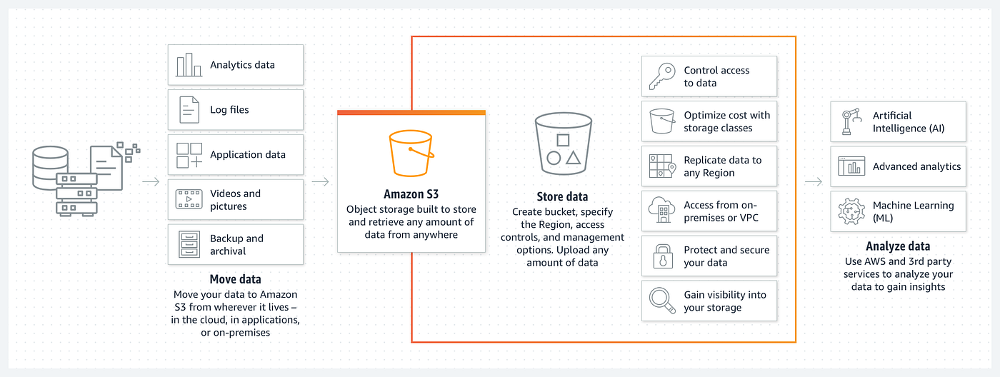 Analytics data
Log files
Application data
Videos and
pictures
Backup and
archival
Move data
Move your data to Amazon
S3 from wherever it lives –
in the cloud, in applications,
or on-premises
Amazon S3
Object storage built to store
and retrieve any amount of
data from anywhere
Store data
Create bucket, specify
the Region, access
controls, and management
options. Upload any
amount of data
Control access
to data
Optimize cost with
storage classes
Replicate data to
any Region
Access from on-
premises or VPC
Protect and secure
your data
Gain visibility into
your storage
Artificial
Intelligence (AI)
Advanced analytics
Machine Learning
(ML)
Analyze data
Use AWS and 3rd party
services to analyze your
data to gain insights